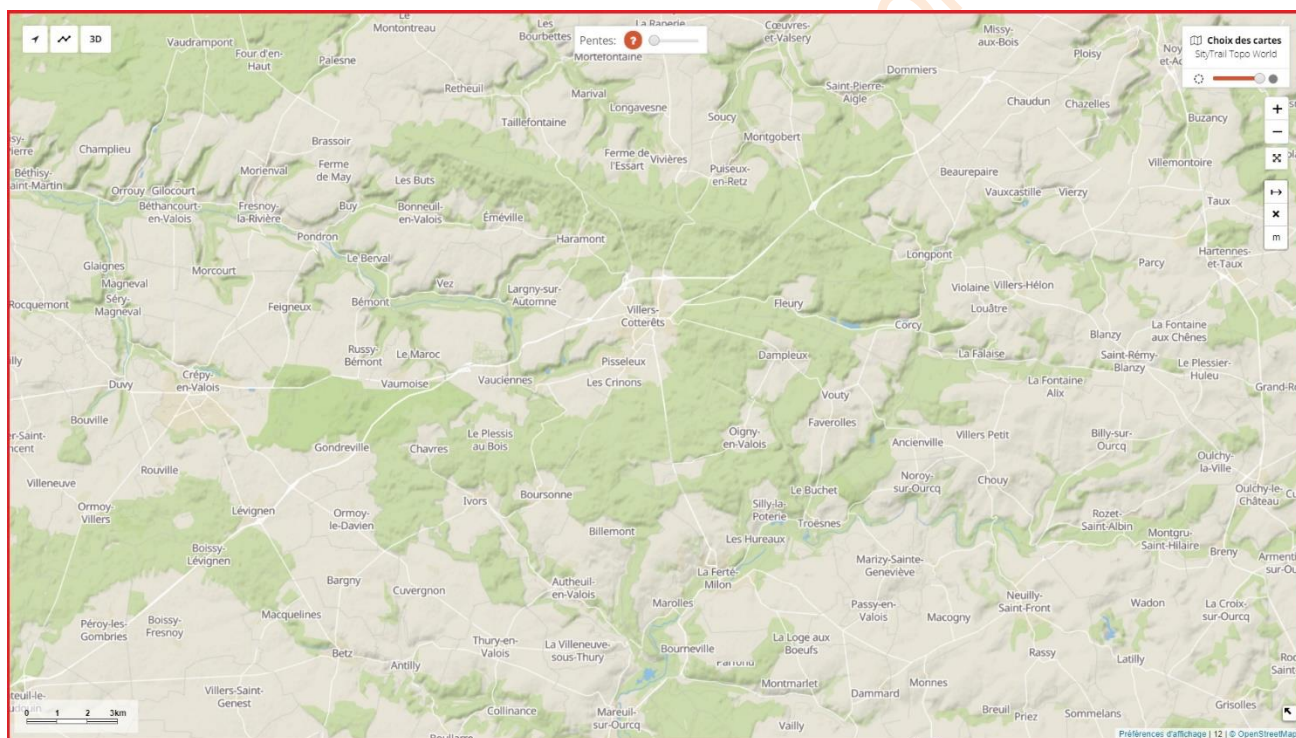 Le
Montontreau
Les
Bourbettes
La Raperie
Cœuvres-
et-Valsery
Missy-
aux-Bois
3D
Vaudrampont
Four-d'en-
Haut
Palesne
Pentes: ?
Mortefontaine
Ploisy
Choix des cartes
SityTrail Topo World
Dommiers
Retheuil
Marival
Longavesne
Saint-Pierre-
Aigle
Chaudun
Chazelles
Buzancy
+
−
Taillefontaine
Soucy
Montgobert
Champlieu
Brassoir
Béthisy-
Saint-Martin
Morienval
Ferme
de May
Les Buts
Ferme de
l'Essart
Vivières
Puiseux-
en-Retz
Beaurepaire
Villemontoire
Orrouy
Gilocourt
Béthancourt-
en-Valois
Fresnoy-
la-Rivière
Buy
Bonneuil-
en-Valois
Éméville
Vauxcastille
Vierzy
Taux
m
Pondron
Haramont
Longpont
Hartennes-
et-Taux
Glaignes
Magneval
Morcourt
Le Berval
Parcy
Rocquemont
Séry-
Magneval
Feigneux
Bémont
Vez
Largny-sur-
Automne
Villers-
Cotterêts
Fleury
Corcy
Violaine
Villers-Hélon
Louâtre
Blanzy
La Fontaine
aux Chênes
Russy-
Bémont
Le Maroc
Pisseleux
Dampleux
La Falaise
Saint-Rémy-
Blanzy
Le Plessier-
Huleu
Duvy
Crépy-
en-Valois
Vaumoise
Vauciennes
Les Crinons
Vouty
La Fontaine
Alix
Bouville
Gondreville
Chavres
Le Plessis
au Bois
Oigny-
en-Valois
Faverolles
Ancienville
Villers Petit
Billy-sur-
Ourcq
Rouville
Villeneuve
Oulchy-
la-Ville
Ormoy-
Villers
Lévignen
Ormoy-
le-Davien
Ivors
Boursonne
Le Buchet
Noroy-
sur-Ourcq
Chouy
Oulchy-le-
Château
Billemont
Silly-la-
Poterie
Troësnes
Rozet-
Saint-Albin
Montgru-
Saint-Hilaire
Breny
Boissy-
Lévignen
Les Hureaux
Marizy-Sainte-
Geneviève
Bargny
Cuvergnon
Autheuil-
en-Valois
La Ferté-
Milon
Neuilly-
Saint-Front
Wadon
La Croix-
sur-Ourcq
Péroy-les-
Gombries
Boissy-
Fresnoy
Macquelines
Marolles
Passy-en-
Valois
Macogny
Betz
Antilly
Thury-en-
Valois
La Villeneuve-
sous-Thury
Bourneville
La Loge aux
Bœufs
Rassy
Latilly
Montmarlet
Dammard
Monnes
Villers-Saint-
Genest
Collinance
Mareuil-
sur-Ourcq
Vailly
Breuil
Priez
Sommelans
Grisolles
0 1 2 3km
Préférences d'affichage | 12 | © OpenStreetMap